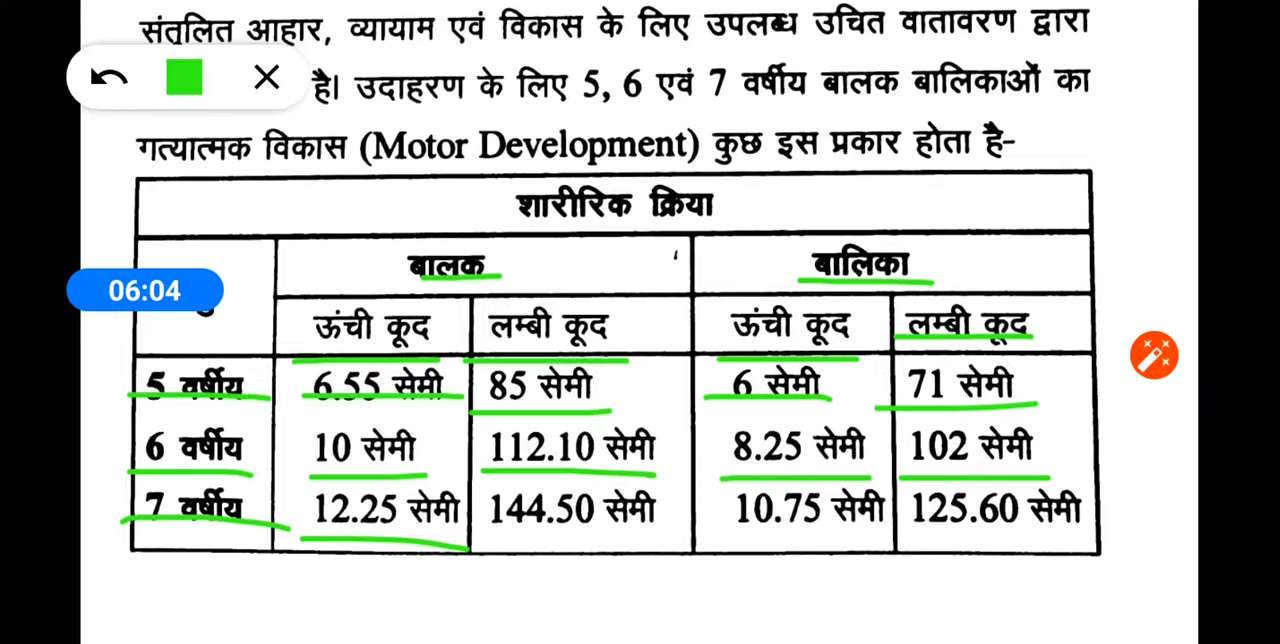 संतुलित आहार, व्यायाम एवं विकास के लिए उपलब्ध उचित वातावरण द्वारा
है। उदाहरण के लिए 5, 6 एवं 7 वर्षीय बालक बालिकाओं का
गत्यात्मक विकास (Motor Development) कुछ इस प्रकार होता है-
शारीरिक क्रिया
बालक बालिका
06:04
ऊंची कूद लम्बी कूद ऊंची कूद लम्बी कूद
5 वर्षीय 6.55 सेमी 85 सेमी 6 सेमी 71 सेमी
6 वर्षीय 10 सेमी 112.10 सेमी 8.25 सेमी 102 सेमी
7 वर्षीय 12.25 सेमी 144.50 सेमी 10.75 सेमी 125.60 सेमी